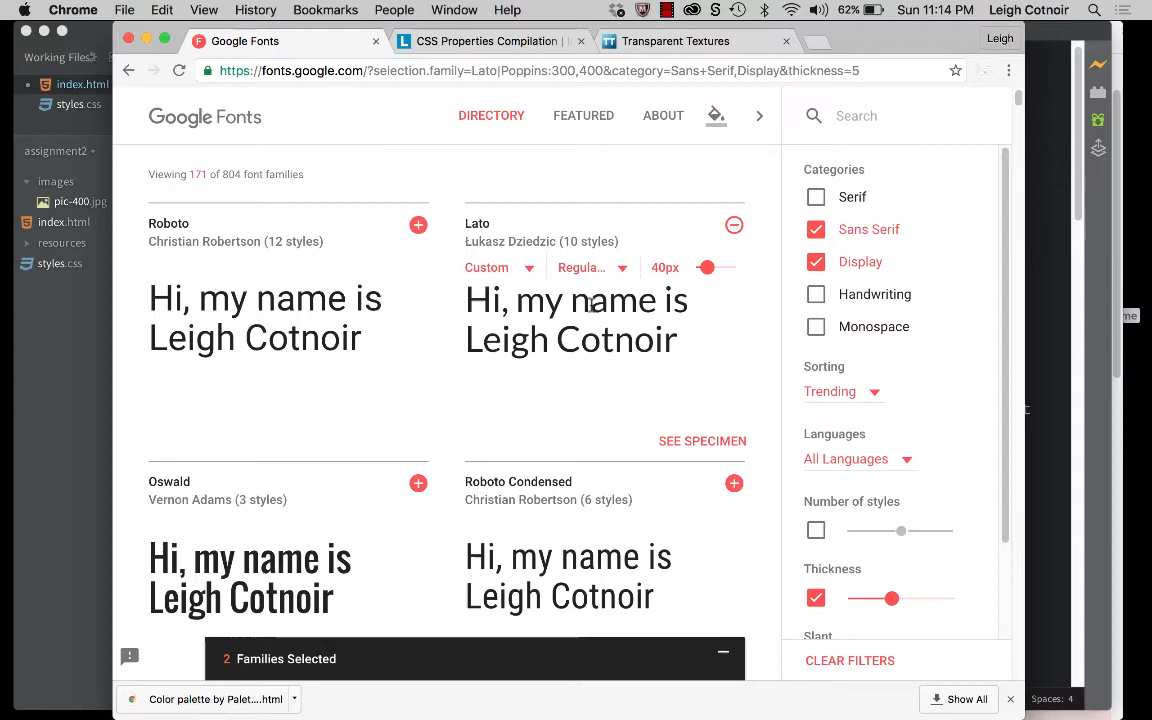 Chrome File Edit View History Bookmarks People Window Help 62% Sun 11:14 PM Leigh Cotnoir
Working Files
index.html
styles.css
assignment2
images
pic-400.jpg
index.html
resources
styles.css
Google Fonts
CSS Properties Compilation | li
Transparent Textures
Leigh
https://fonts.google.com/?selection.family=Lato|Poppins:300,400&category=Sans+Serif,Display&thickness=5
Google Fonts
DIRECTORY FEATURED ABOUT
Search
Viewing 171 of 804 font families
Roboto
Christian Robertson (12 styles)
Hi, my name is
Leigh Cotnoir
Lato
Łukasz Dziedzic (10 styles)
Custom Regula... 40px
Hi, my name is
Leigh Cotnoir
SEE SPECIMEN
Oswald
Vernon Adams (3 styles)
Hi, my name is
Leigh Cotnoir
Roboto Condensed
Christian Robertson (6 styles)
Hi, my name is
Leigh Cotnoir
2 Families Selected
Categories
Serif
Sans Serif
Display
Handwriting
Monospace
Sorting
Trending
Languages
All Languages
Number of styles
Thickness
Slant
CLEAR FILTERS
me
Color palette by Palet....html
Show All
Spaces: 4